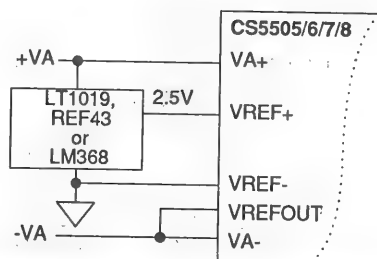 CS5505/6/7/8
+VA
VA+
LT1019,
REF43
or
LM368
2.5V
VREF+
VREF-
VREFOUT
-VA
VA-